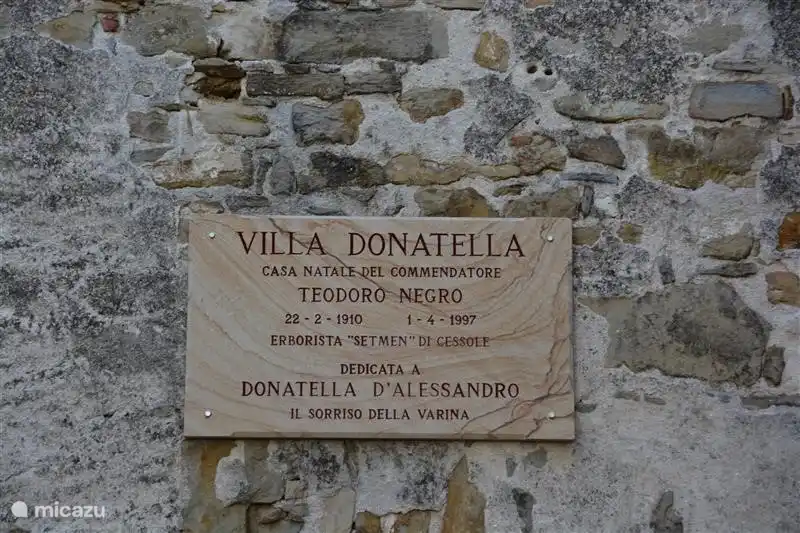 VILLA DONATELLA
CASA NATALE DEL COMMENDATORE
TEODORO NEGRO
22 - 2 - 1910 1 - 4 - 1997
ERBORISTA "SETMEN" DI CESSOLE
DEDICATA A
DONATELLA D'ALESSANDRO
IL SORRISO DELLA VARINA
micazu